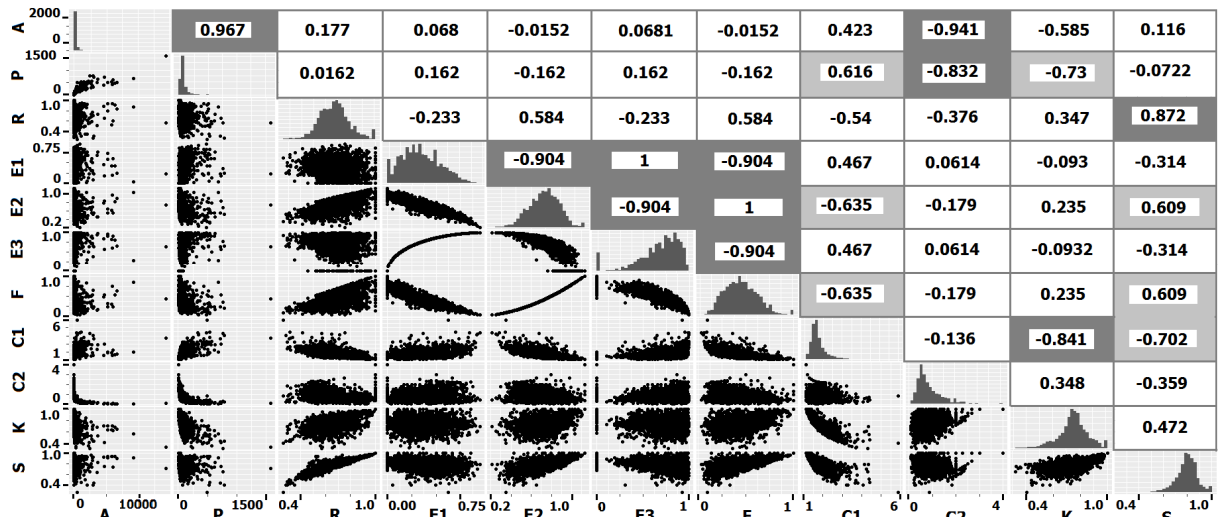 A 2000 0 0.967 0.177 0.068 -0.0152 0.0681 -0.0152 0.423 -0.941 -0.585 0.116
P 1500 0 0.0162 0.162 -0.162 0.162 -0.162 0.616 -0.832 -0.73 -0.0722
R 1.0 0.4 -0.233 0.584 -0.233 0.584 -0.54 -0.376 0.347 0.872
E1 0.75 0 -0.904 1 -0.904 0.467 0.0614 -0.093 -0.314
E2 1.0 0.2 -0.904 1 -0.635 -0.179 0.235 0.609
E3 1.0 0 -0.904 0.467 0.0614 -0.0932 -0.314
F 1.0 0 -0.635 -0.179 0.235 0.609
C1 6 1 -0.136 -0.841 -0.702
C2 4 0 0.348 -0.359
K 1.0 0.4 0.472
S 1.0 0.4
0 10000 0 1500 0.4 1.0 0.00 0.75 0.2 1.0 0 1 0 1 1 6 0 4 0.4 1.0 0.4 1.0
A P R E1 E2 E3 F C1 C2 K S